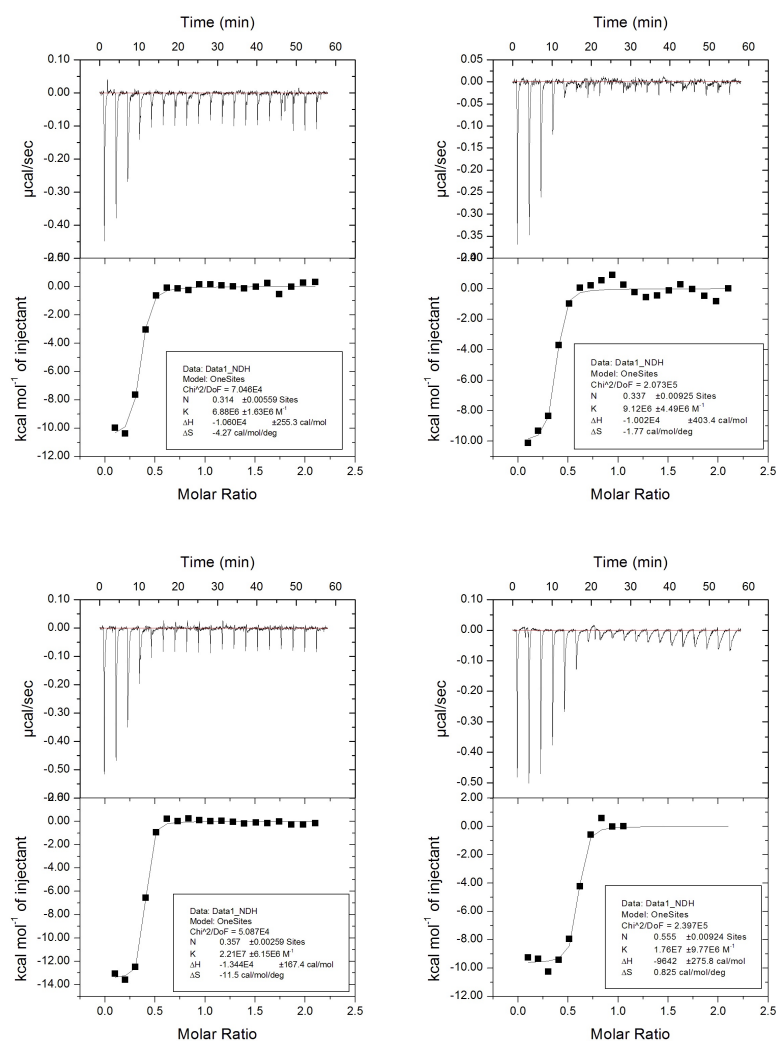 Time (min)
0 10 20 30 40 50 60
0.10
0.00
-0.10
-0.20
-0.30
-0.40
µcal/sec
0.00
-2.00
-4.00
-6.00
-8.00
-10.00
-12.00
kcal mol⁻¹ of injectant
Data: Data1_NDH
Model: OneSites
Chi^2/DoF = 7.046E4
N 0.314 ±0.00559 Sites
K 6.88E6 ±1.63E6 M⁻¹
ΔH -1.060E4 ±255.3 cal/mol
ΔS -4.27 cal/mol/deg
0.0 0.5 1.0 1.5 2.0 2.5
Molar Ratio
Time (min)
0 10 20 30 40 50 60
0.05
0.00
-0.05
-0.10
-0.15
-0.20
-0.25
-0.30
-0.35
µcal/sec
0.00
-2.00
-4.00
-6.00
-8.00
-10.00
kcal mol⁻¹ of injectant
Data: Data1_NDH
Model: OneSites
Chi^2/DoF = 2.073E5
N 0.337 ±0.00925 Sites
K 9.12E6 ±4.49E6 M⁻¹
ΔH -1.002E4 ±403.4 cal/mol
ΔS -1.77 cal/mol/deg
0.0 0.5 1.0 1.5 2.0 2.5
Molar Ratio
Time (min)
0 10 20 30 40 50 60
0.10
0.00
-0.10
-0.20
-0.30
-0.40
-0.50
µcal/sec
0.00
-2.00
-4.00
-6.00
-8.00
-10.00
-12.00
-14.00
kcal mol⁻¹ of injectant
Data: Data1_NDH
Model: OneSites
Chi^2/DoF = 5.087E4
N 0.357 ±0.00259 Sites
K 2.21E7 ±6.15E6 M⁻¹
ΔH -1.344E4 ±167.4 cal/mol
ΔS -11.5 cal/mol/deg
0.0 0.5 1.0 1.5 2.0 2.5
Molar Ratio
Time (min)
0 10 20 30 40 50 60
0.10
0.00
-0.10
-0.20
-0.30
-0.40
-0.50
µcal/sec
2.00
0.00
-2.00
-4.00
-6.00
-8.00
-10.00
-12.00
kcal mol⁻¹ of injectant
Data: Data1_NDH
Model: OneSites
Chi^2/DoF = 2.397E5
N 0.555 ±0.00924 Sites
K 1.76E7 ±9.77E6 M⁻¹
ΔH -9642 ±275.8 cal/mol
ΔS 0.825 cal/mol/deg
0.0 0.5 1.0 1.5 2.0 2.5
Molar Ratio